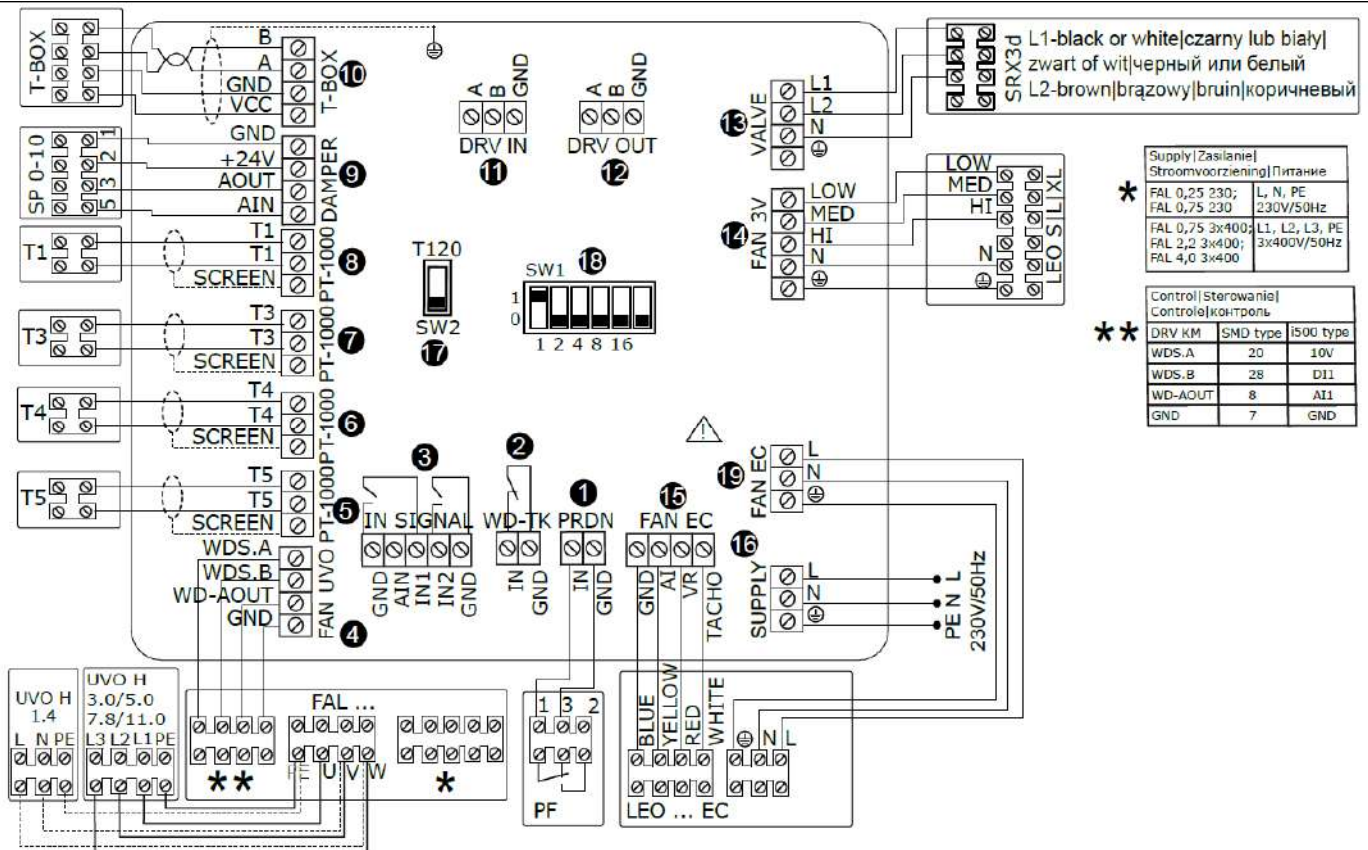 T-BOX
B
A
GND
VCC
T-BOX
10
SP 0-10
1
2
3
5
GND
+24V
AOUT
AIN
DAMPER
9
T1
T1
T1
SCREEN
PT-1000
8
T3
T3
T3
SCREEN
PT-1000
7
T4
T4
T4
SCREEN
PT-1000
6
T5
T5
T5
SCREEN
PT-1000
5
WDS.A
WDS.B
WD-AOUT
GND
FAN UVO
4
A
B
GND
DRV IN
11
A
B
GND
DRV OUT
12
T120
SW2
17
SW1
18
1
0
1 2 4 8 16
3
IN SIGNAL
GND
AIN
IN1
IN2
GND
2
WD-TK
IN
GND
1
PRDN
IN
GND
15
FAN EC
GND
AI
VR
TACHO
13
VALVE
L1
L2
N
14
FAN 3V
LOW
MED
HI
N
19
FAN EC
L
N
16
SUPPLY
L
N
PE N L
230V/50Hz
SRX3d
L1-black or white|czarny lub biały|
zwart of wit|черный или белый
L2-brown|brązowy|bruin|коричневый
LOW
MED
HI
N
LEO S|L|XL
*
Supply|Zasilanie|
Stroomvoorziening|Питание
FAL 0,25 230; L, N, PE
FAL 0,75 230 230V/50Hz
FAL 0,75 3x400; L1, L2, L3, PE
FAL 2,2 3x400; 3x400V/50Hz
FAL 4,0 3x400
**
Control|Sterowanie|
Controle|контроль
DRV KM SMD type i500 type
WDS.A 20 10V
WDS.B 28 DI1
WD-AOUT 8 AI1
GND 7 GND
UVO H
1.4
L N PE
UVO H
3.0/5.0
7.8/11.0
L3 L2 L1 PE
FAL ...
**
PE U V W
*
1 3 2
PF
BLUE
YELLOW
RED
WHITE
N L
LEO ... EC